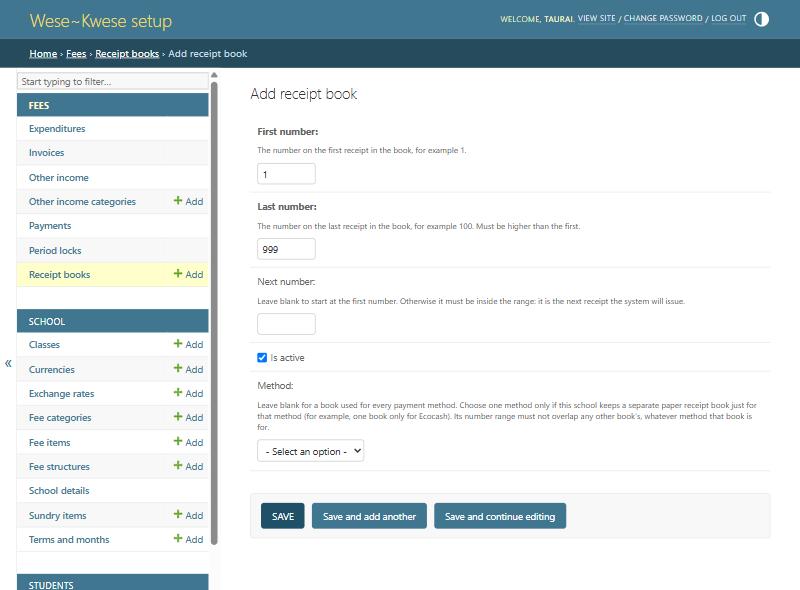 Wese~Kwese setup
WELCOME, TAURAI. VIEW SITE / CHANGE PASSWORD / LOG OUT
Home › Fees › Receipt books › Add receipt book
Start typing to filter...
FEES
Expenditures
Invoices
Other income
Other income categories + Add
Payments
Period locks
Receipt books + Add
SCHOOL
Classes + Add
Currencies + Add
Exchange rates + Add
Fee categories + Add
Fee items + Add
Fee structures + Add
School details
Sundry items + Add
Terms and months + Add
STUDENTS
«
Add receipt book
First number:
The number on the first receipt in the book, for example 1.
1
Last number:
The number on the last receipt in the book, for example 100. Must be higher than the first.
999
Next number:
Leave blank to start at the first number. Otherwise it must be inside the range: it is the next receipt the system will issue.
Is active
Method:
Leave blank for a book used for every payment method. Choose one method only if this school keeps a separate paper receipt book just for
that method (for example, one book only for Ecocash). Its number range must not overlap any other book's, whatever method that book is
for.
- Select an option -
SAVE
Save and add another
Save and continue editing